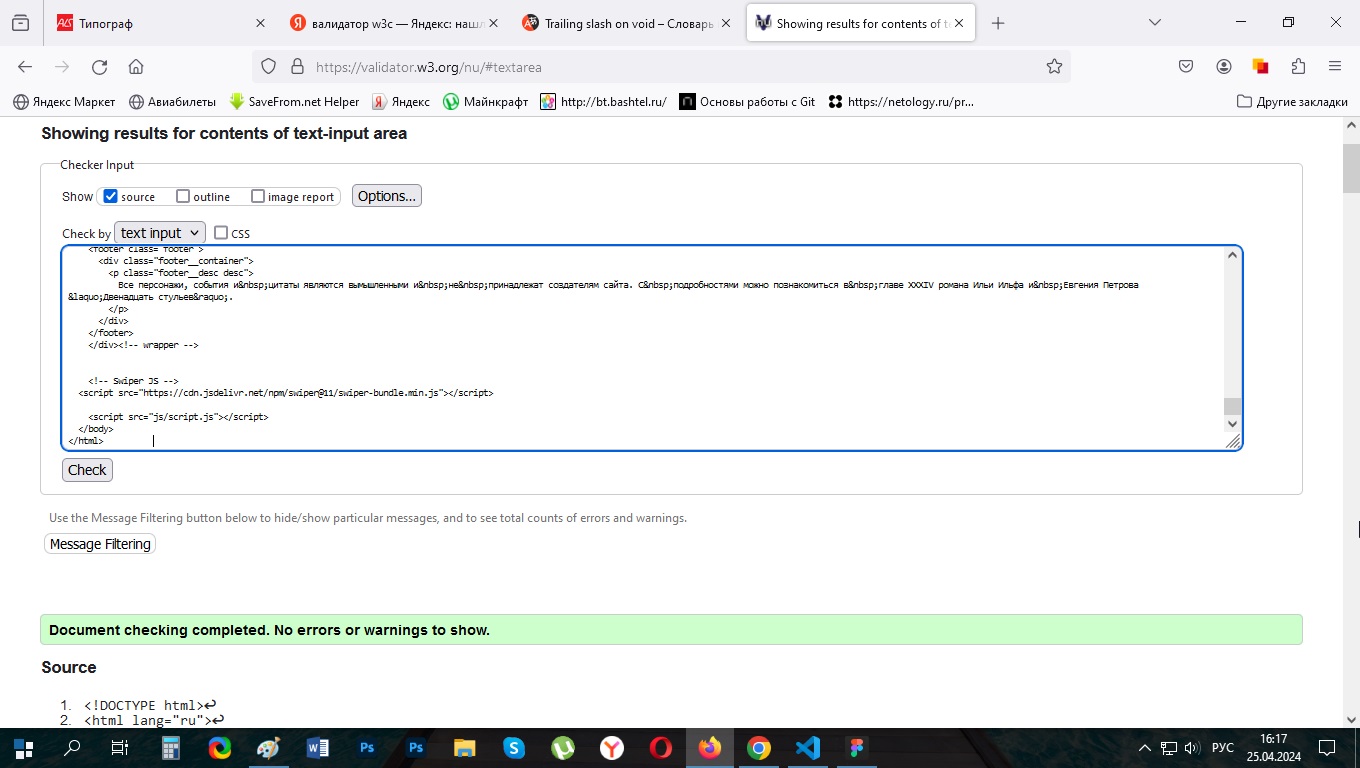 Типограф
валидатор w3c — Яндекс: нашл
Trailing slash on void – Словарь
Showing results for contents of te
https://validator.w3.org/nu/#textarea
Яндекс Маркет
Авиабилеты
SaveFrom.net Helper
Яндекс
Майнкрафт
http://bt.bashtel.ru/
Основы работы с Git
https://netology.ru/pr...
Другие закладки
Showing results for contents of text-input area
Checker Input
Show source outline image report Options...
Check by text input CSS
<footer class="footer">
<div class="footer__container">
<p class="footer__desc desc">
Все персонажи, события и&nbsp;цитаты являются вымышленными и&nbsp;не&nbsp;принадлежат создателям сайта. С&nbsp;подробностями можно познакомиться в&nbsp;главе XXXIV романа Ильи Ильфа и&nbsp;Евгения Петрова
&laquo;Двенадцать стульев&raquo;.
</p>
</div>
</footer>
</div><!-- wrapper -->
<!-- Swiper JS -->
<script src="https://cdn.jsdelivr.net/npm/swiper@11/swiper-bundle.min.js"></script>
<script src="js/script.js"></script>
</body>
</html>
Check
Use the Message Filtering button below to hide/show particular messages, and to see total counts of errors and warnings.
Message Filtering
Document checking completed. No errors or warnings to show.
Source
1. <!DOCTYPE html>↩
2. <html lang="ru">↩
РУС
16:17
25.04.2024